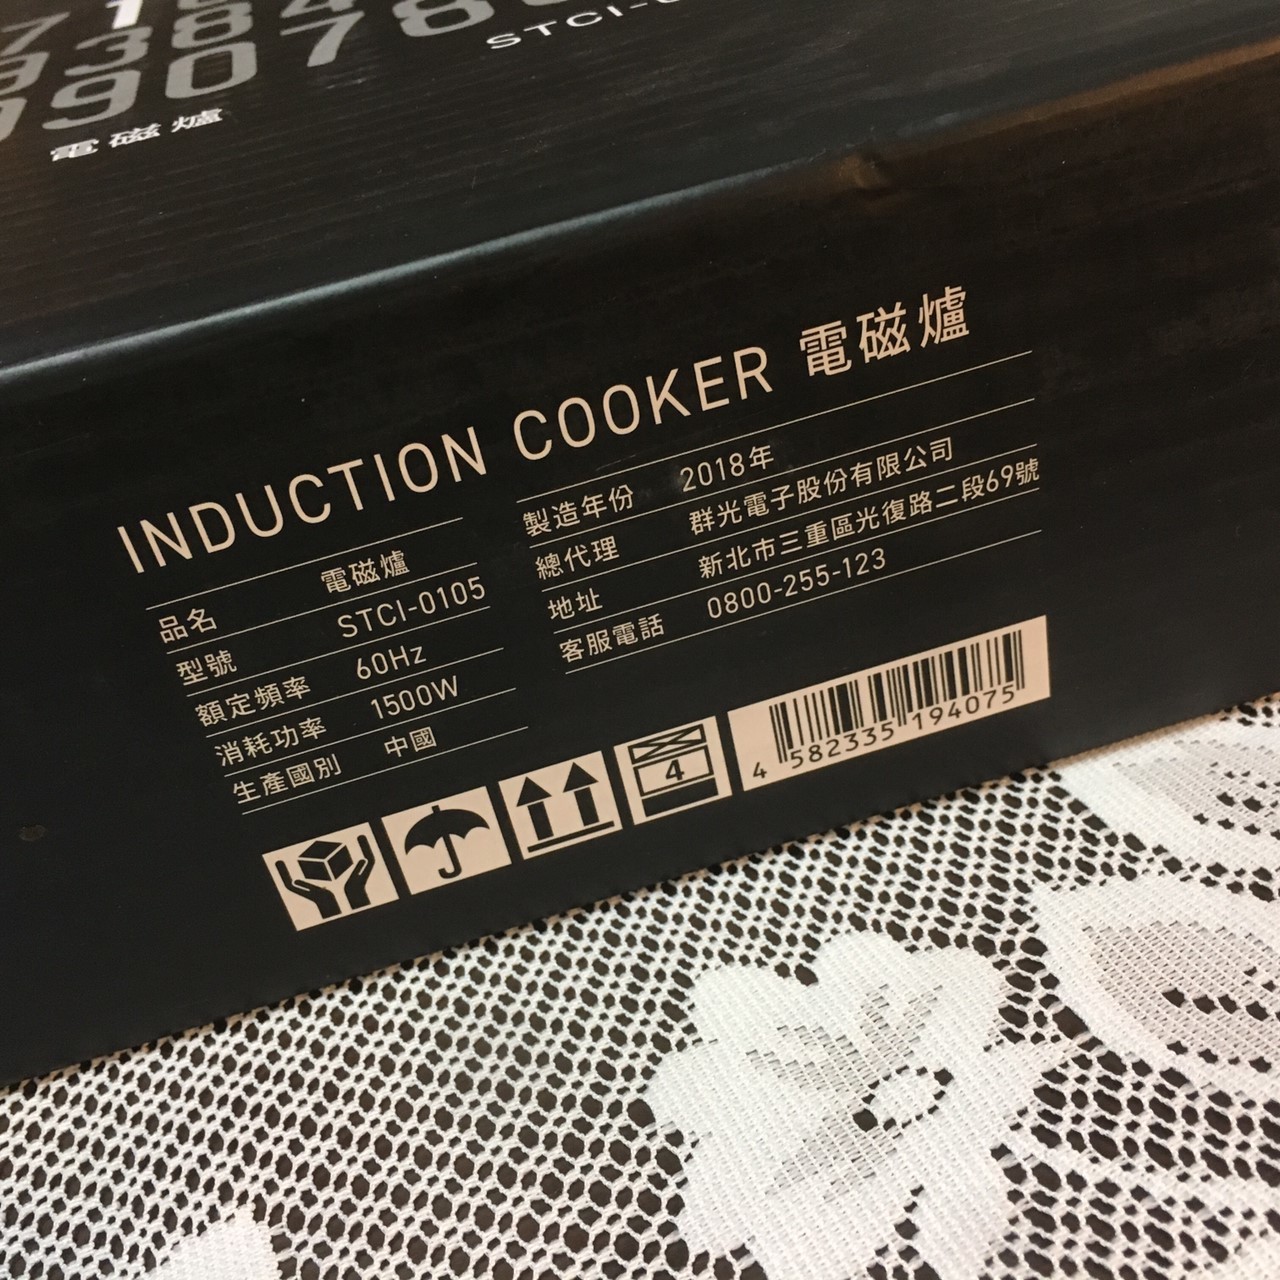 電磁爐
INDUCTION COOKER 電磁爐
品名 電磁爐
型號 STCI-0105
額定頻率 60Hz
消耗功率 1500W
生產國別 中國
製造年份 2018年
總代理 群光電子股份有限公司
地址 新北市三重區光復路二段69號
客服電話 0800-255-123
4
4 582335 194075